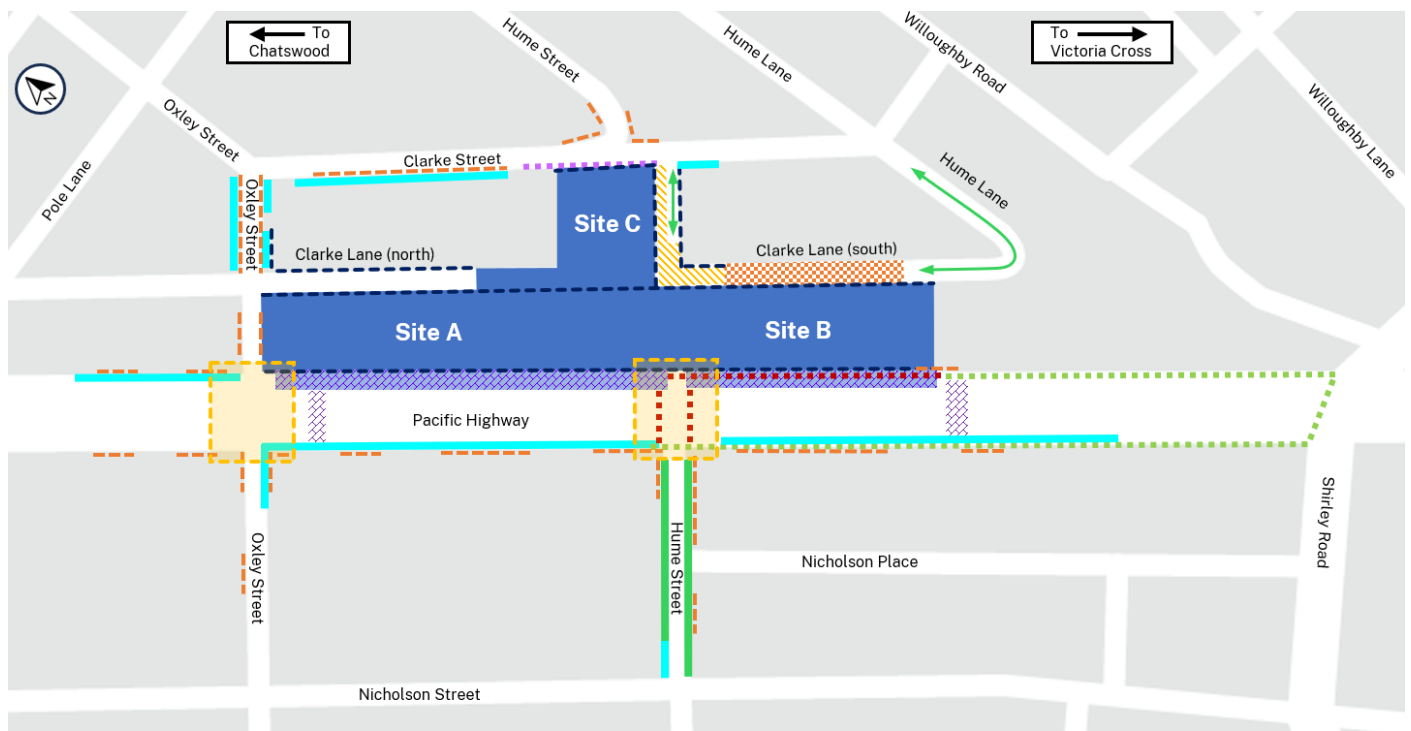 To
Chatswood
To
Victoria Cross
N
Hume Street
Hume Lane
Willoughby Road
Willoughby Lane
Oxley Street
Pole Lane
Clarke Street
Oxley Street
Hume Lane
Site C
Clarke Lane (north)
Clarke Lane (south)
Site A
Site B
Pacific Highway
Shirley Road
Oxley Street
Hume Street
Nicholson Place
Nicholson Street